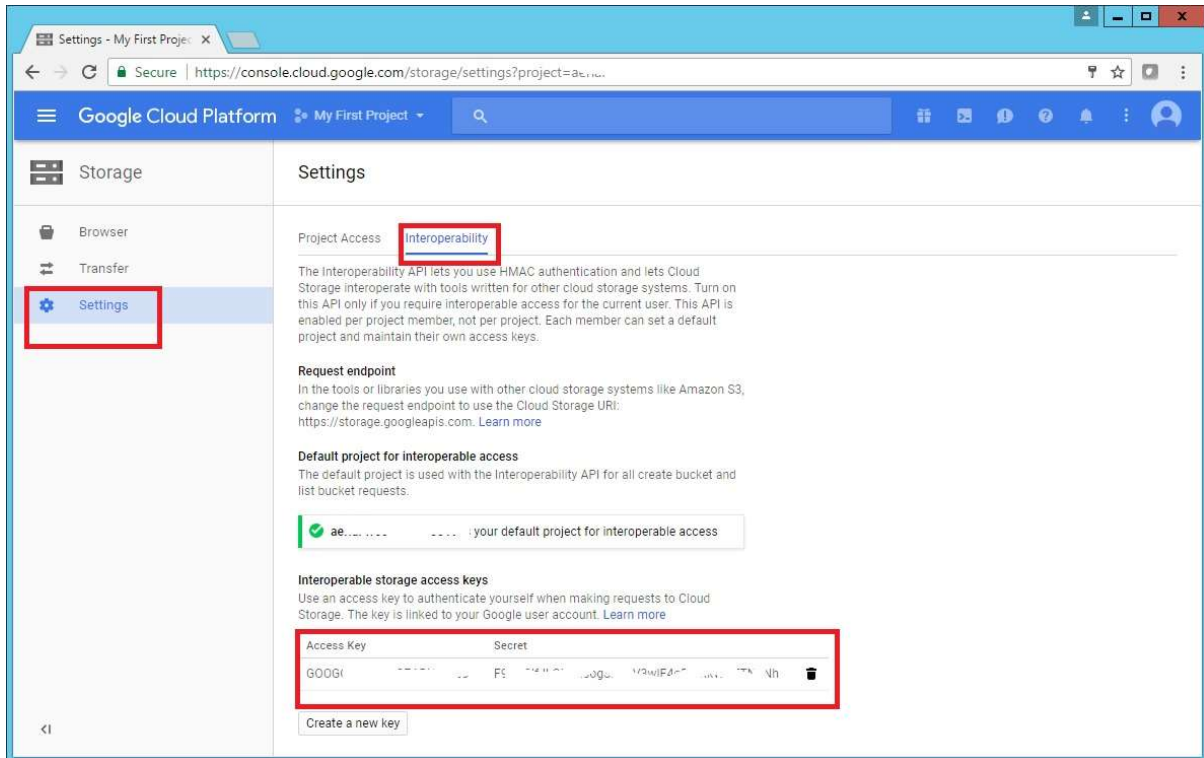 Settings - My First Projec
Secure https://console.cloud.google.com/storage/settings?project=
Google Cloud Platform My First Project
Storage
Settings
Browser
Transfer
Settings
Project Access Interoperability
The Interoperability API lets you use HMAC authentication and lets Cloud
Storage interoperate with tools written for other cloud storage systems. Turn on
this API only if you require interoperable access for the current user. This API is
enabled per project member, not per project. Each member can set a default
project and maintain their own access keys.
Request endpoint
In the tools or libraries you use with other cloud storage systems like Amazon S3,
change the request endpoint to use the Cloud Storage URI:
https://storage.googleapis.com. Learn more
Default project for interoperable access
The default project is used with the Interoperability API for all create bucket and
list bucket requests.
your default project for interoperable access
Interoperable storage access keys
Use an access key to authenticate yourself when making requests to Cloud
Storage. The key is linked to your Google user account. Learn more
Access Key Secret
Create a new key